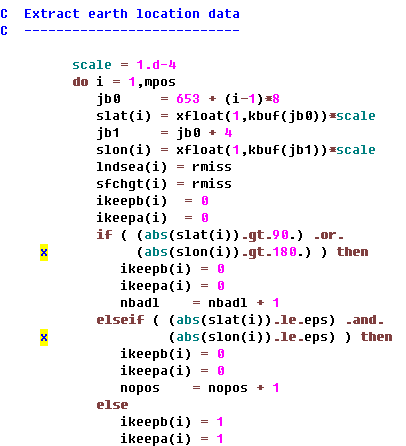 C  Extract earth location data
C  ---------------------------
scale = 1.d-4
do i = 1,mpos
jb0     = 653 + (i-1)*8
slat(i) = xfloat(1,kbuf(jb0))*scale
jb1     = jb0 + 4
slon(i) = xfloat(1,kbuf(jb1))*scale
lndsea(i) = rmiss
sfchgt(i) = rmiss
ikeepb(i)  = 0
ikeepa(i)  = 0
if ( (abs(slat(i)).gt.90.) .or.
x           (abs(slon(i)).gt.180.) ) then
ikeepb(i) = 0
ikeepa(i) = 0
nbadl    = nbadl + 1
elseif ( (abs(slat(i)).le.eps) .and.
x               (abs(slon(i)).le.eps) ) then
ikeepb(i) = 0
ikeepa(i) = 0
nopos    = nopos + 1
else
ikeepb(i) = 1
ikeepa(i) = 1